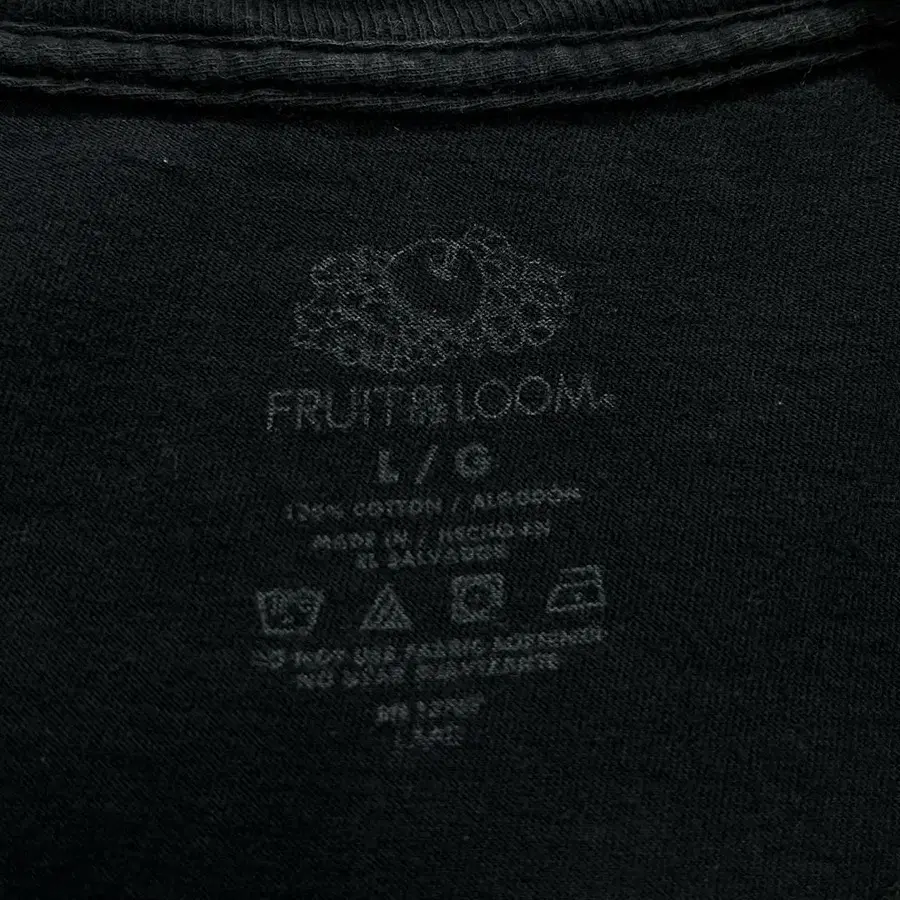 FRUIT OF THE LOOM®
L / G
100% COTTON / ALGODÓN
MADE IN / HECHO EN
EL SALVADOR
DO NOT USE FABRIC SOFTENER
NO USAR SUAVIZANTE
RN